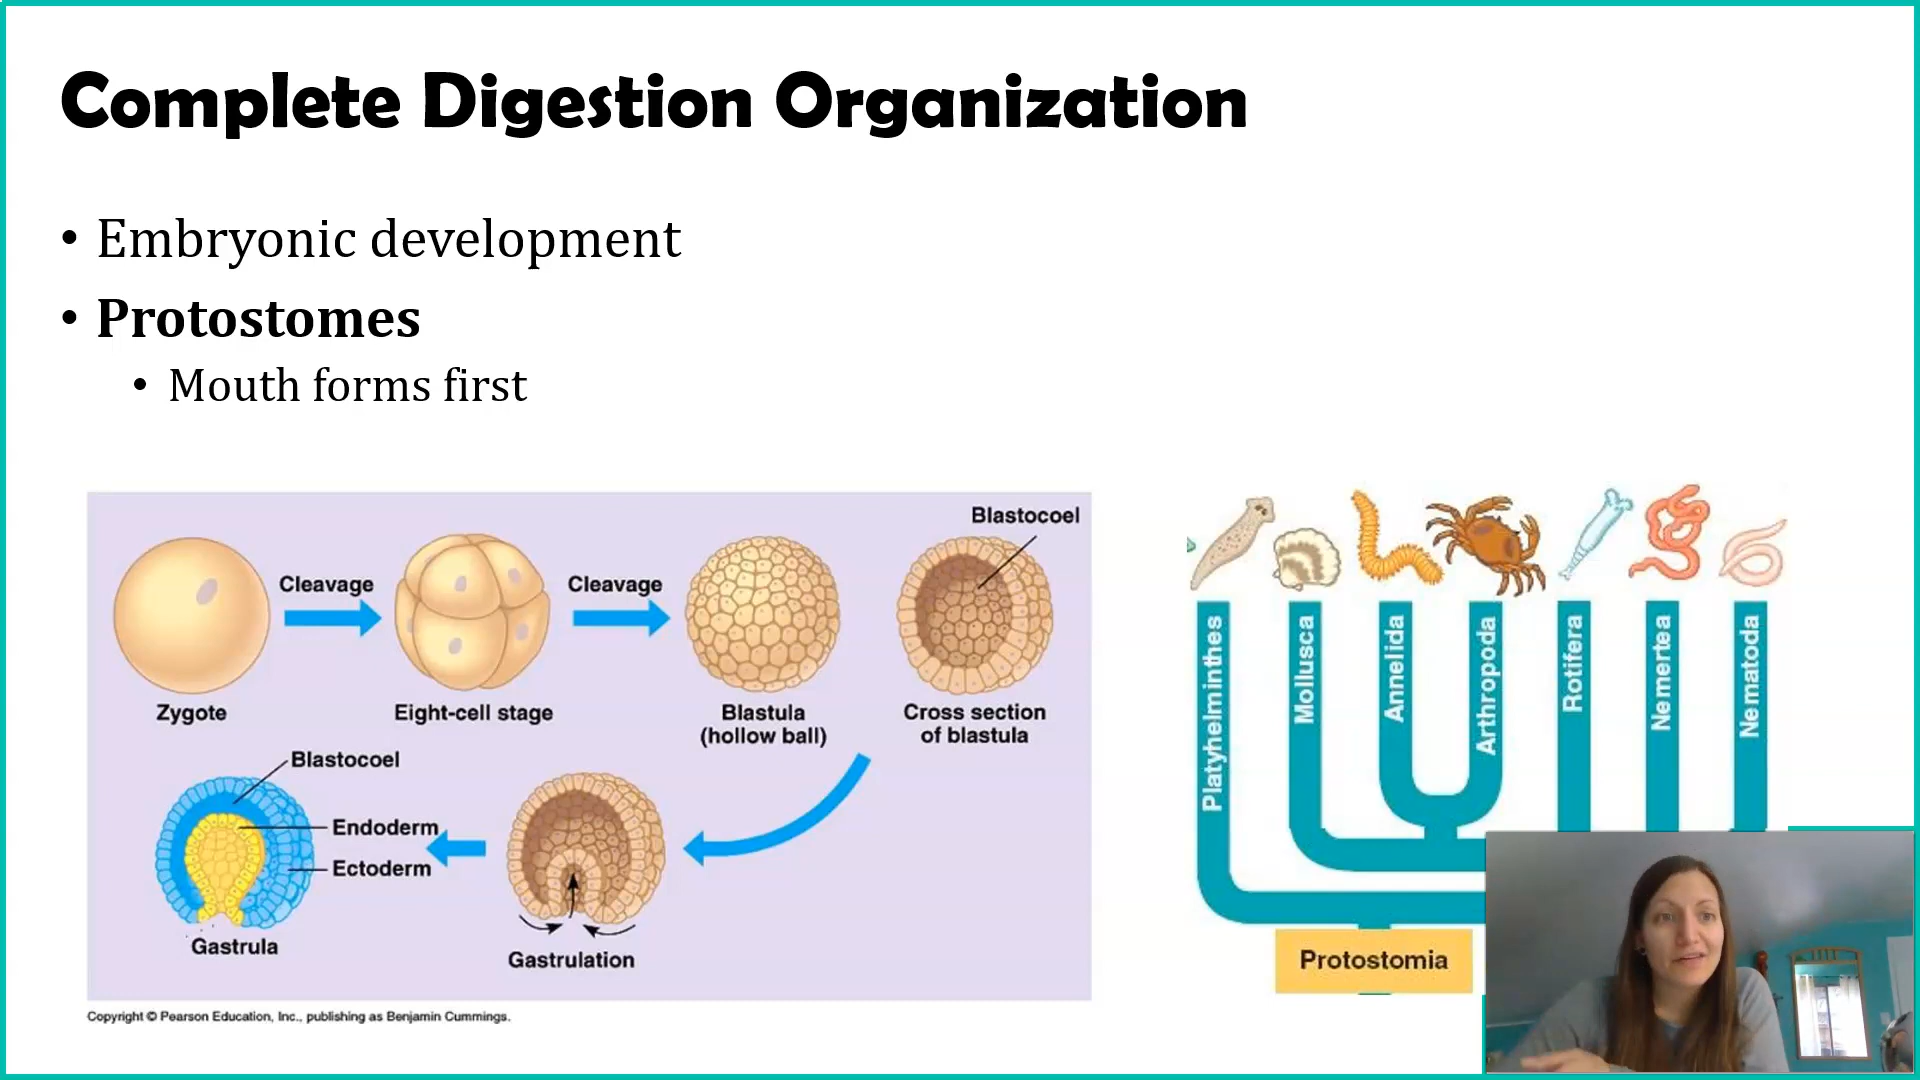 Complete Digestion Organization
• Embryonic development
• Protostomes
• Mouth forms first
Blastocoel
Cleavage
Cleavage
Zygote
Eight-cell stage
Blastula
(hollow ball)
Cross section
of blastula
Blastocoel
Endoderm
Ectoderm
Gastrula
Gastrulation
Copyright © Pearson Education, Inc., publishing as Benjamin Cummings.
Platyhelminthes
Mollusca
Annelida
Arthropoda
Rotifera
Nemertea
Nematoda
Protostomia